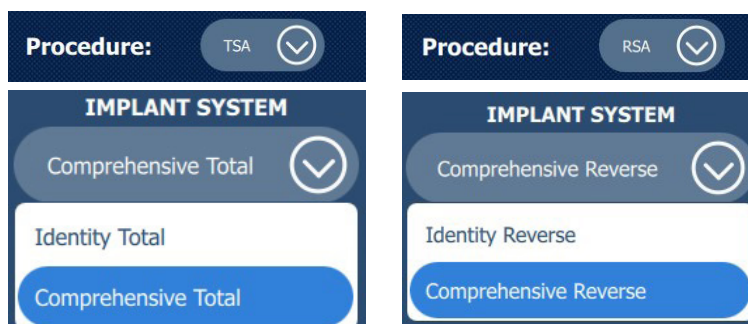 Procedure: TSA
IMPLANT SYSTEM
Comprehensive Total
Identity Total
Comprehensive Total
Procedure: RSA
IMPLANT SYSTEM
Comprehensive Reverse
Identity Reverse
Comprehensive Reverse